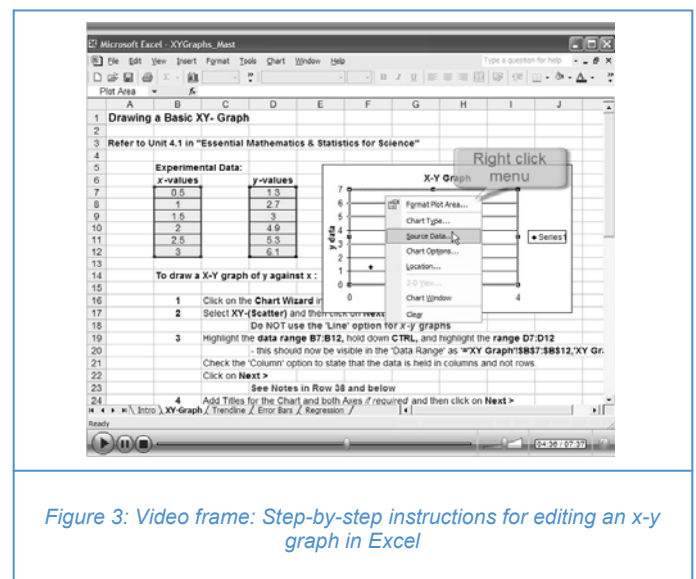 Microsoft Excel - XYGraphs_Mast
File Edit View Insert Format Tools Chart Window Help Type a question for help
Plot Area fx
A B C D E F G H I J
1 Drawing a Basic XY- Graph
2
3 Refer to Unit 4.1 in "Essential Mathematics & Statistics for Science"
4
5 Experimental Data:
6 x-values y-values
7 0.5 1.3
8 1 2.7
9 1.5 3
10 2 4.9
11 2.5 5.3
12 3 6.1
13
14 To draw a X-Y graph of y against x :
15
16 1 Click on the Chart Wizard in
17 2 Select XY-(Scatter) and then click on Next
18 Do NOT use the 'Line' option for x-y graphs
19 3 Highlight the data range B7:B12, hold down CTRL, and highlight the range D7:D12
20 - this should now be visible in the 'Data Range' as '='XY Graph'!$B$7:$B$12,'XY Gr
21 Check the 'Column' option to state that the data is held in columns and not rows.
22 Click on Next >
23 See Notes in Row 38 and below
24 4 Add Titles for the Chart and both Axes if required and then click on Next >
X-Y Graph
Right click
menu
y data
7
6
5
4
3
2
1
0
0 4
Series1
Format Plot Area...
Chart Type...
Source Data...
Chart Options...
Location...
3-D View...
Chart Window
Clear
Intro XY-Graph Trendline Error Bars Regression
Ready
04:36 / 07:37
Figure 3: Video frame: Step-by-step instructions for editing an x-y
graph in Excel